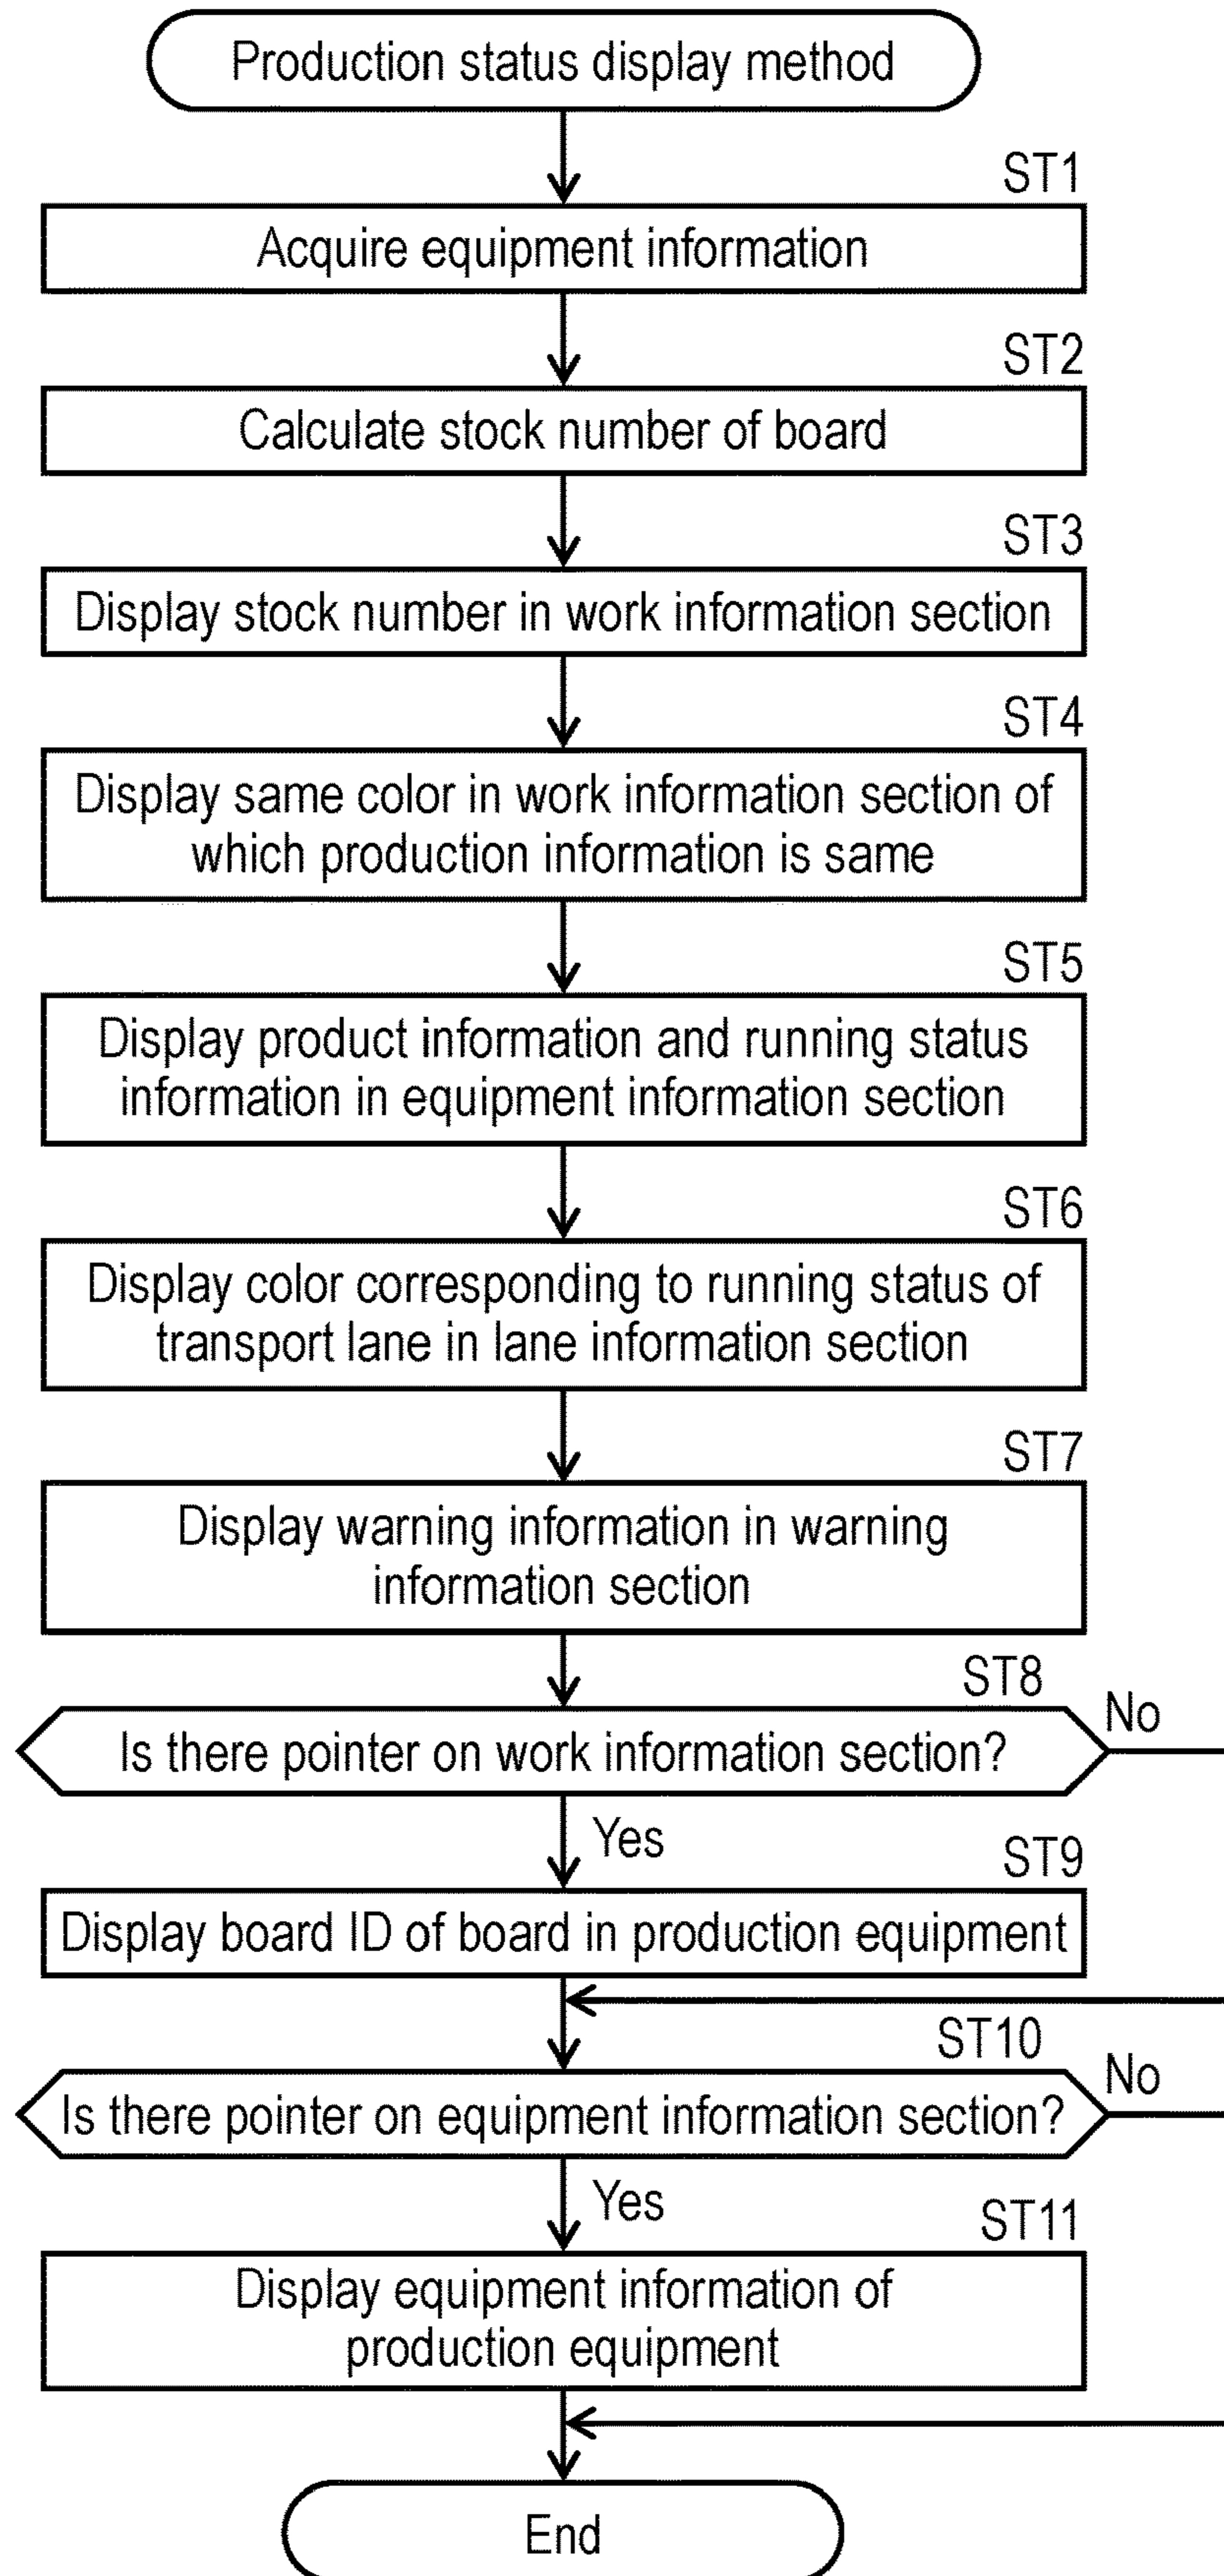 Production status display method
ST1
Acquire equipment information
ST2
Calculate stock number of board
ST3
Display stock number in work information section
ST4
Display same color in work information section of
which production information is same
ST5
Display product information and running status
information in equipment information section
ST6
Display color corresponding to running status of
transport lane in lane information section
ST7
Display warning information in warning
information section
ST8
No
Is there pointer on work information section?
Yes
ST9
Display board ID of board in production equipment
ST10
No
Is there pointer on equipment information section?
Yes
ST11
Display equipment information of
production equipment
End